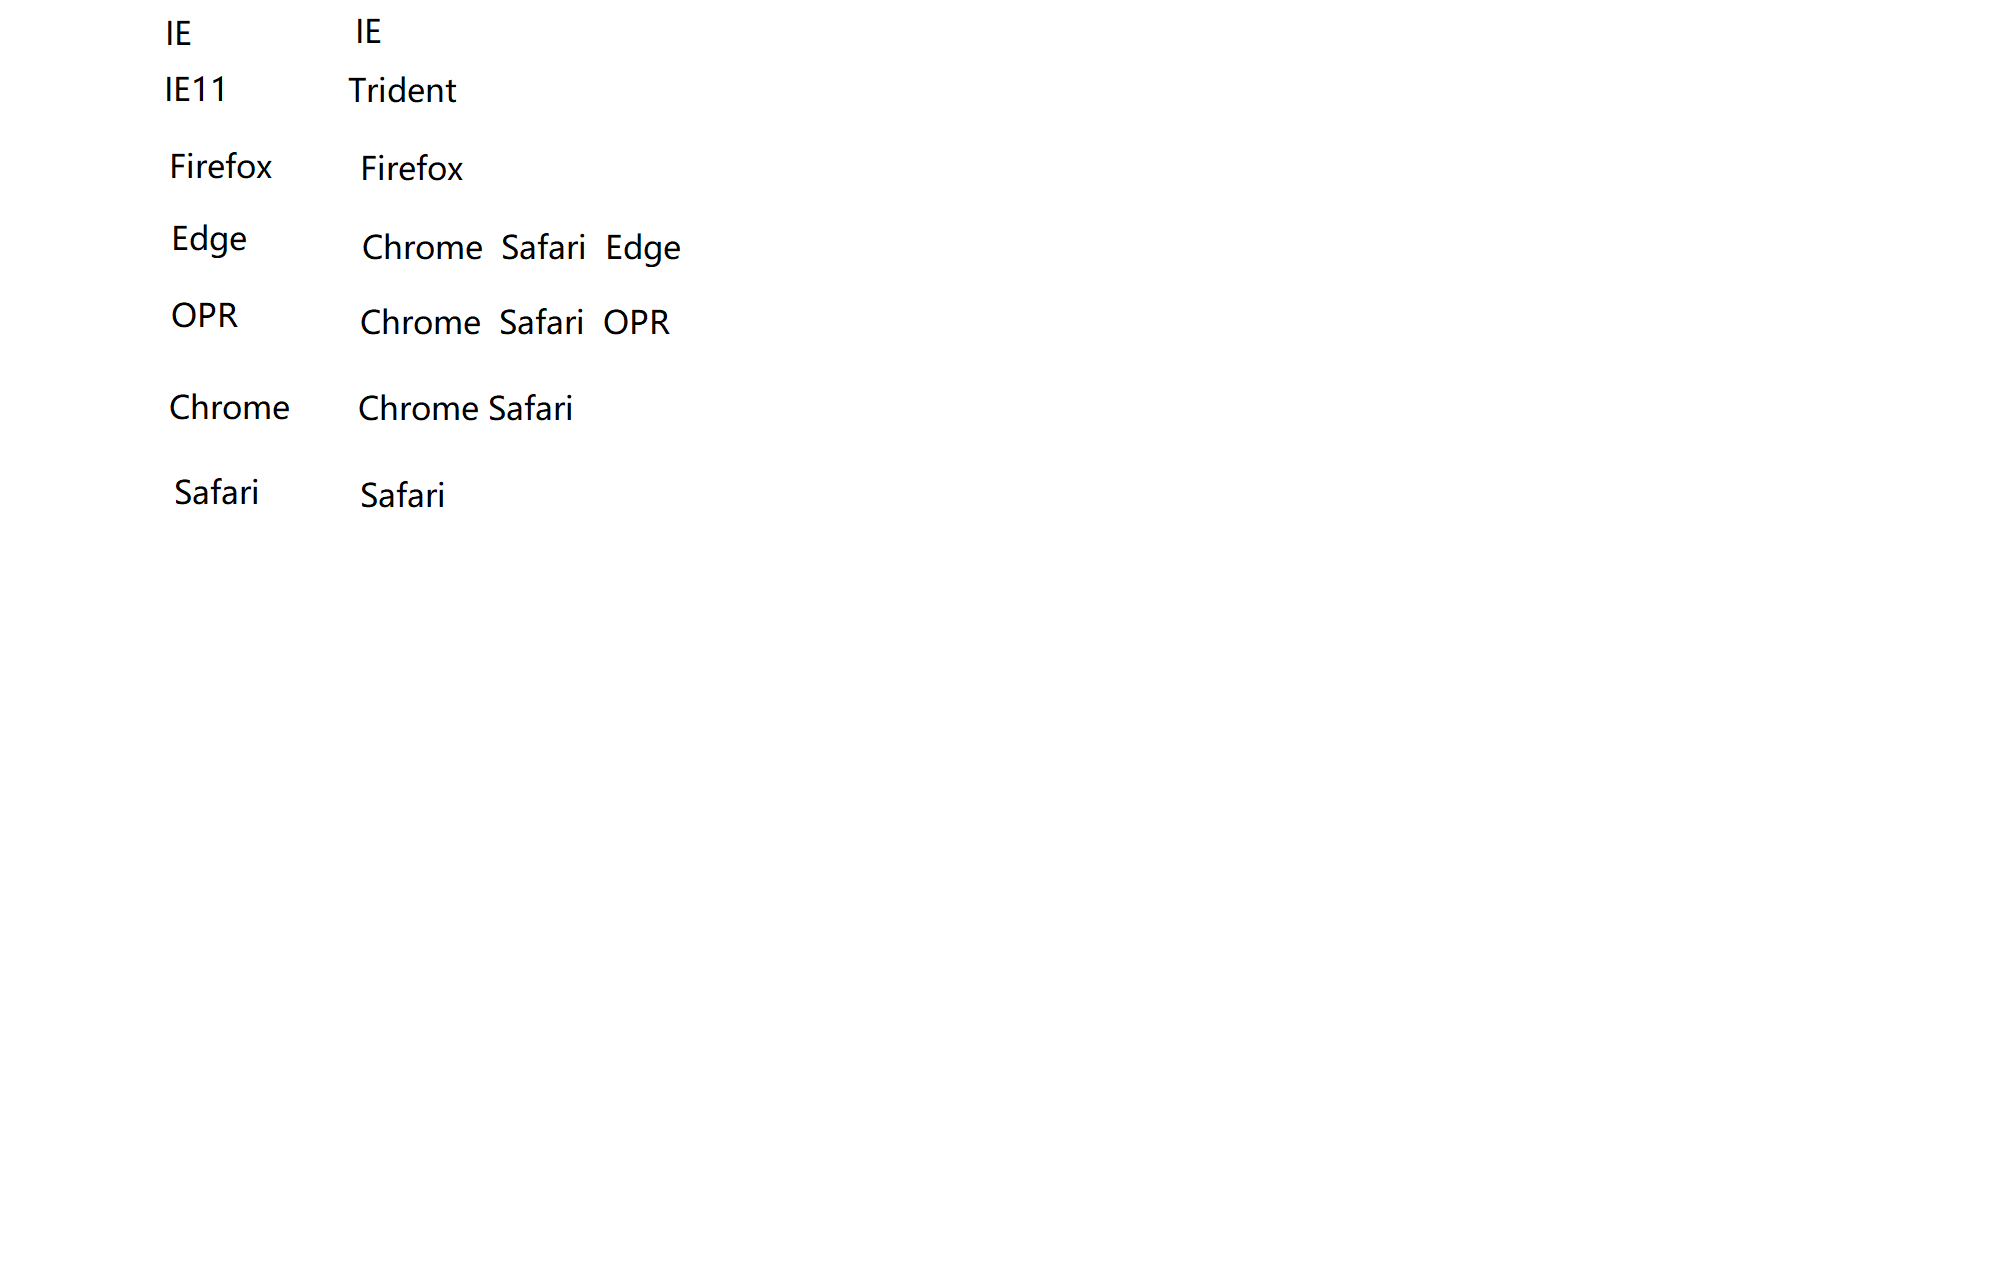 IE IE
IE11 Trident
Firefox Firefox
Edge Chrome Safari Edge
OPR Chrome Safari OPR
Chrome Chrome Safari
Safari Safari